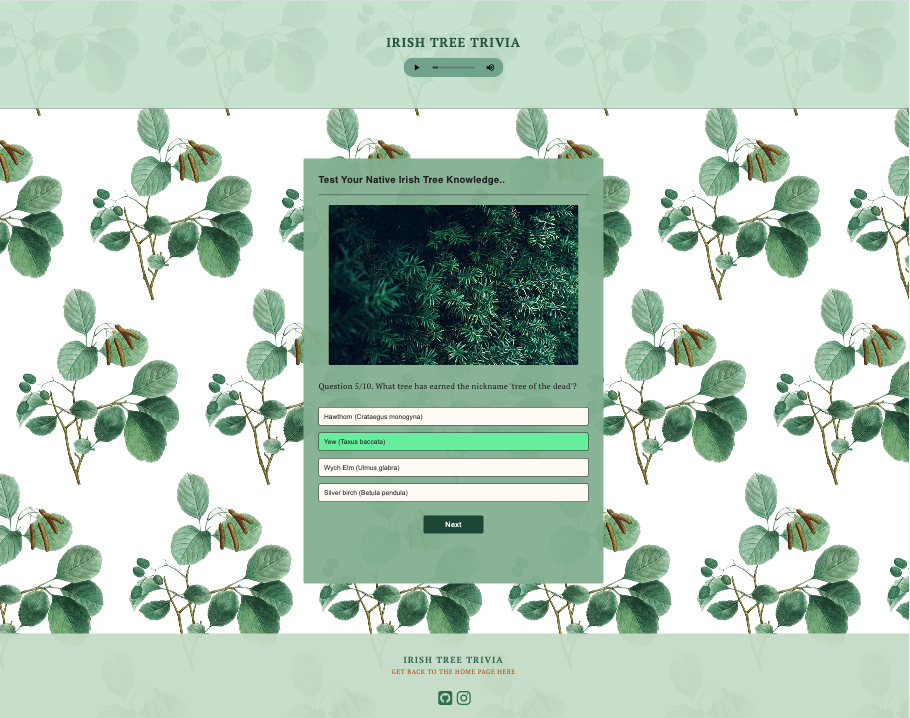 IRISH TREE TRIVIA
Test Your Native Irish Tree Knowledge..
Question 5/10. What tree has earned the nickname 'tree of the dead'?
Hawthorn (Crataegus monogyna)
Yew (Taxus baccata)
Wych Elm (Ulmus glabra)
Silver birch (Betula pendula)
Next
IRISH TREE TRIVIA
GET BACK TO THE HOME PAGE HERE